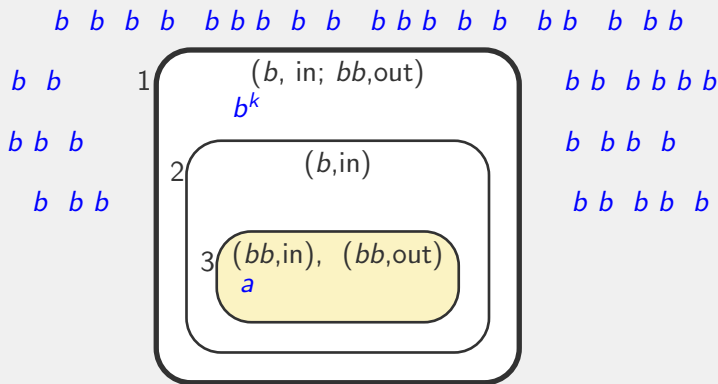 b b b b b b b b b b b b b b b b b b b
b b 1 (b, in; bb,out) b b b b b b
b^k
b b b b b b b
2 (b,in)
b b b b b b b b
3 (bb,in), (bb,out)
a